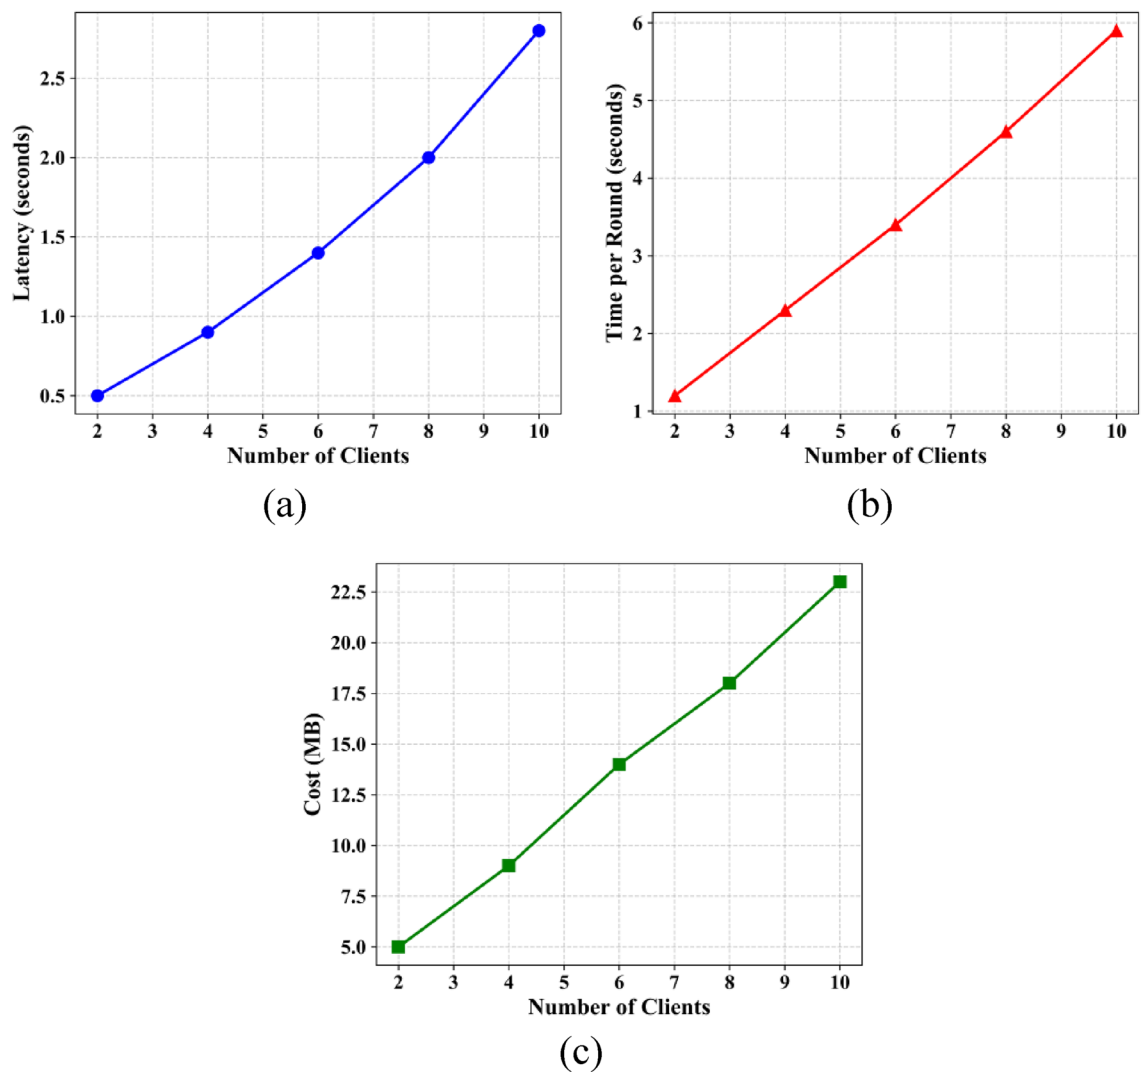 2.5
2.0
1.5
1.0
0.5
Latency (seconds)
2 3 4 5 6 7 8 9 10
Number of Clients
(a)
6
5
4
3
2
1
Time per Round (seconds)
2 3 4 5 6 7 8 9 10
Number of Clients
(b)
22.5
20.0
17.5
15.0
12.5
10.0
7.5
5.0
Cost (MB)
2 3 4 5 6 7 8 9 10
Number of Clients
(c)